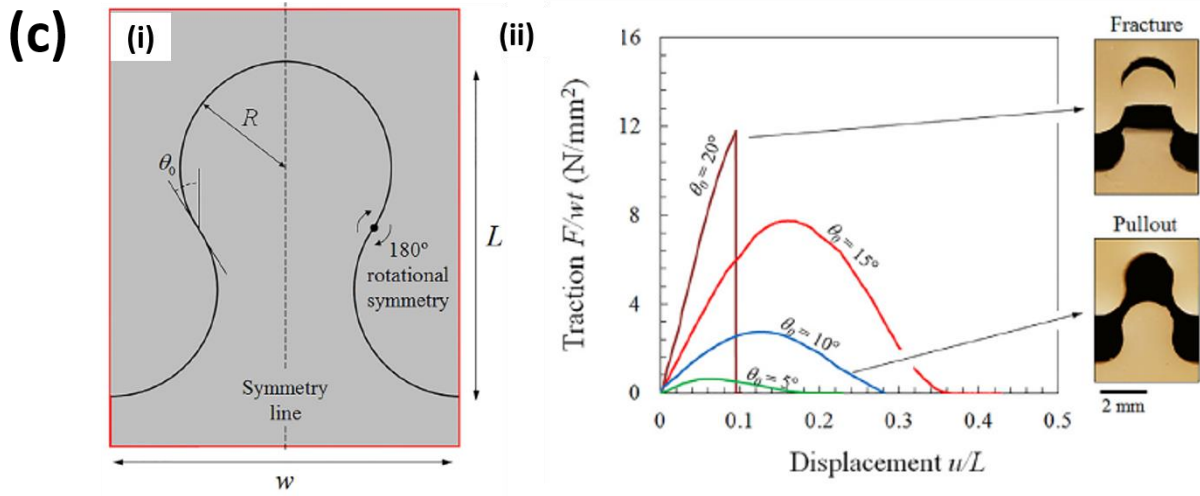 (c)
(i)
R
θ₀
L
180°
rotational
symmetry
Symmetry
line
w
(ii)
Traction F/wt (N/mm²)
16
12
8
4
0
0
0.1
0.2
0.3
0.4
0.5
Displacement u/L
θ₀ = 20°
θ₀ = 15°
θ₀ = 10°
θ₀ = 5°
Fracture
Pullout
2 mm